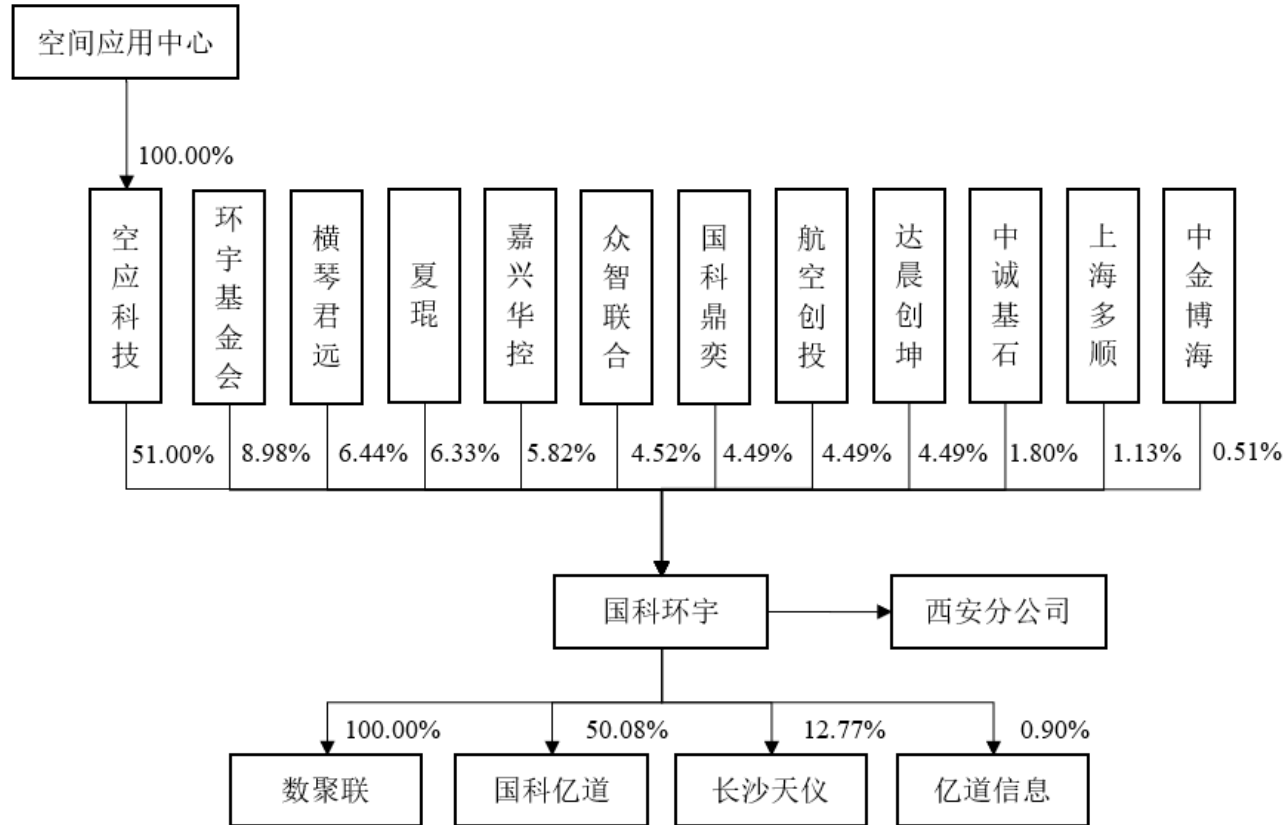 空间应用中心
100.00%
空应科技
环宇基金会
横琴君远
夏琨
嘉兴华控
众智联合
国科鼎奕
航空创投
达晨创坤
中诚基石
上海多顺
中金博海
51.00%
8.98%
6.44%
6.33%
5.82%
4.52%
4.49%
4.49%
4.49%
1.80%
1.13%
0.51%
国科环宇
西安分公司
100.00%
50.08%
12.77%
0.90%
数聚联
国科亿道
长沙天仪
亿道信息